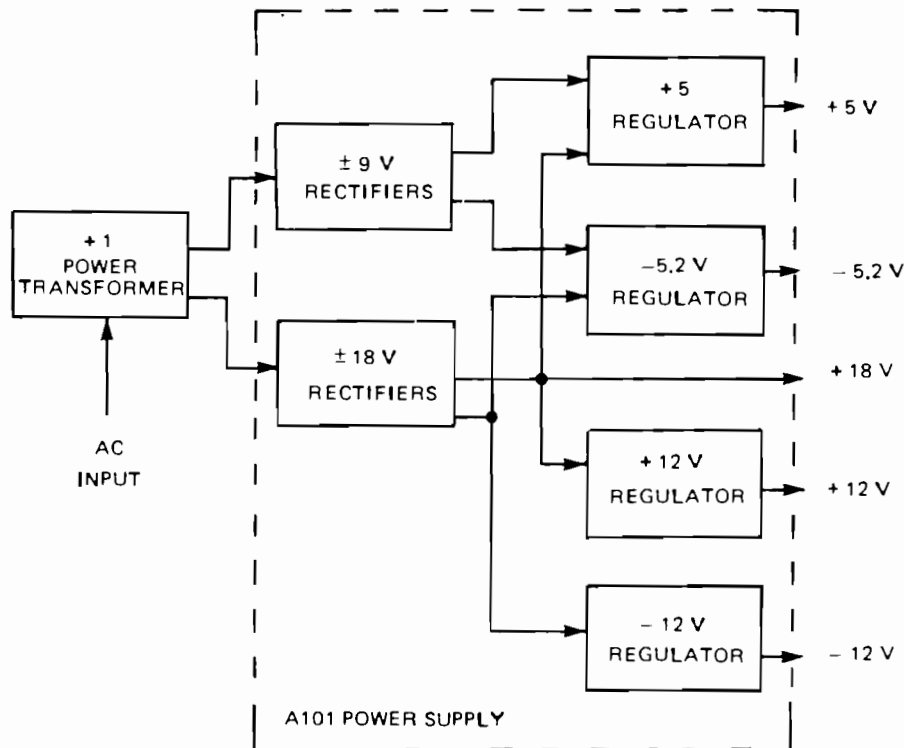 + 1
POWER
TRANSFORMER
AC
INPUT
± 9 V
RECTIFIERS
± 18 V
RECTIFIERS
+ 5
REGULATOR
−5.2 V
REGULATOR
+ 12 V
REGULATOR
− 12 V
REGULATOR
+5 V
− 5.2 V
+ 18 V
+ 12 V
− 12 V
A101 POWER SUPPLY